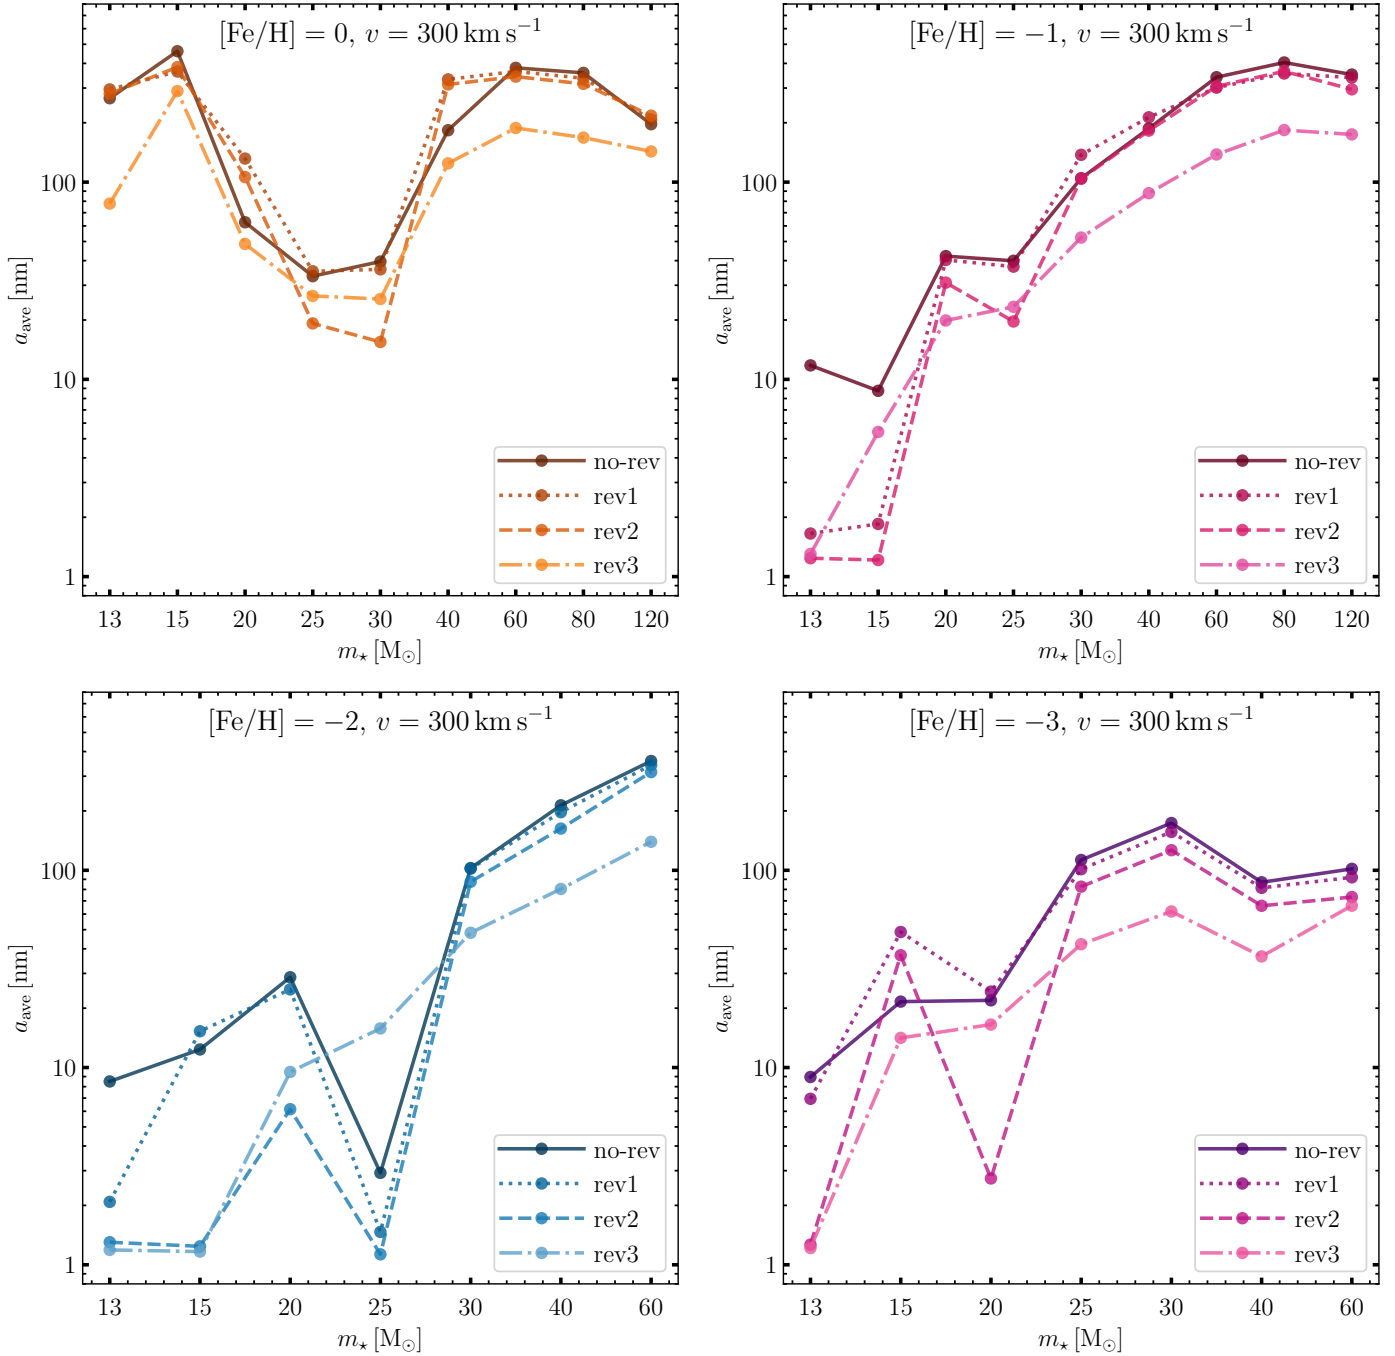 [Fe/H] = 0, v = 300 km s⁻¹
100
10
1
a_ave [nm]
no-rev
rev1
rev2
rev3
13 15 20 25 30 40 60 80 120
m⋆ [M⊙]
[Fe/H] = −1, v = 300 km s⁻¹
100
10
1
a_ave [nm]
no-rev
rev1
rev2
rev3
13 15 20 25 30 40 60 80 120
m⋆ [M⊙]
[Fe/H] = −2, v = 300 km s⁻¹
100
10
1
a_ave [nm]
no-rev
rev1
rev2
rev3
13 15 20 25 30 40 60
m⋆ [M⊙]
[Fe/H] = −3, v = 300 km s⁻¹
100
10
1
a_ave [nm]
no-rev
rev1
rev2
rev3
13 15 20 25 30 40 60
m⋆ [M⊙]